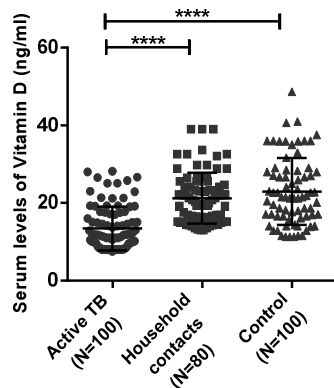 ****
****
60
40
20
0
Serum levels of Vitamin D (ng/ml)
Active TB
(N=100)
Household
contacts
(N=80)
Control
(N=100)